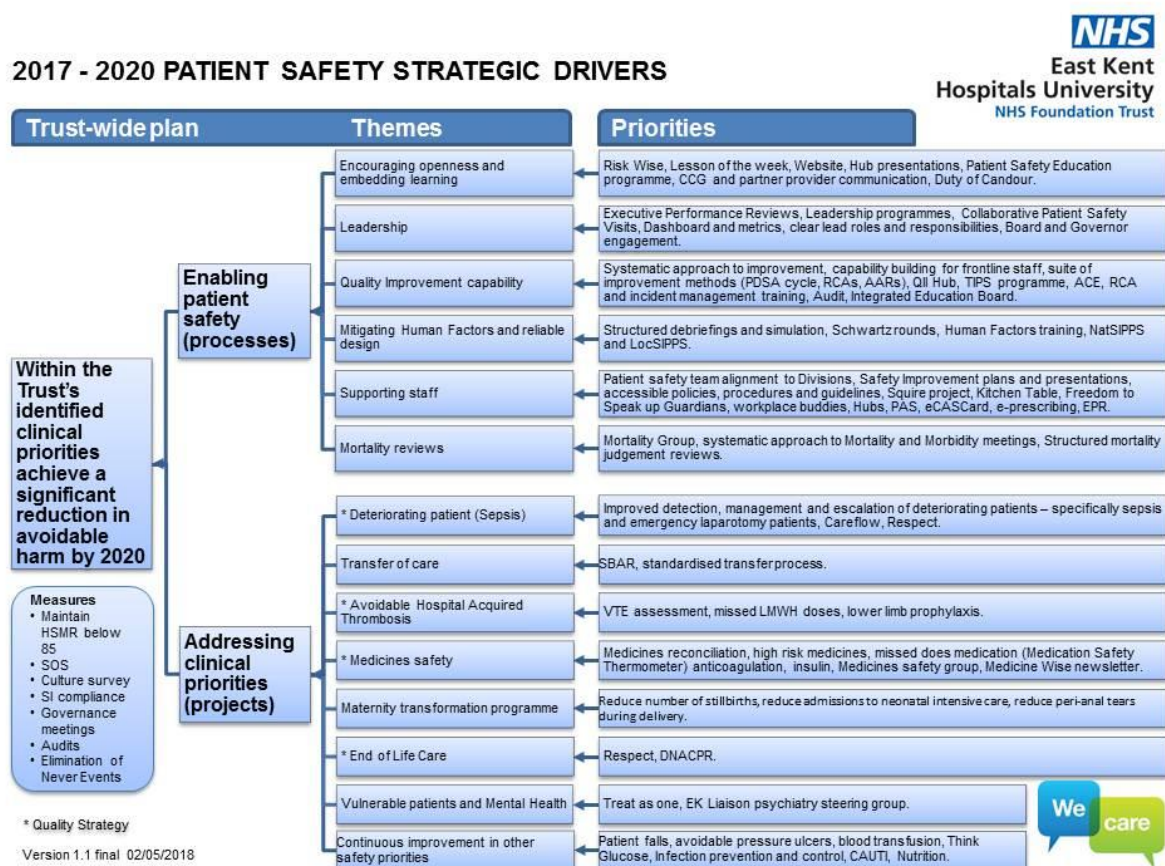 NHS
East Kent
Hospitals University
NHS Foundation Trust
2017 - 2020 PATIENT SAFETY STRATEGIC DRIVERS
Trust-wide plan
Themes
Priorities
Within the
Trust's
identified
clinical
priorities
achieve a
significant
reduction in
avoidable
harm by 2020
Measures
• Maintain
HSMR below
85
• SOS
• Culture survey
• SI compliance
• Governance
meetings
• Audits
• Elimination of
Never Events
Enabling
patient
safety
(processes)
Encouraging openness and
embedding learning
Risk Wise, Lesson of the week, Website, Hub presentations, Patient Safety Education
programme, CCG and partner provider communication, Duty of Candour.
Leadership
Executive Performance Reviews, Leadership programmes, Collaborative Patient Safety
Visits, Dashboard and metrics, clear lead roles and responsibilities, Board and Governor
engagement.
Quality Improvement capability
Systematic approach to improvement, capability building for frontline staff, suite of
improvement methods (PDSA cycle, RCAs, AARs), QII Hub, TIPS programme, ACE, RCA
and incident management training, Audit, Integrated Education Board.
Mitigating Human Factors and reliable
design
Structured debriefings and simulation, Schwartz rounds, Human Factors training, NatSIPPS
and LocSIPPS.
Supporting staff
Patient safety team alignment to Divisions, Safety Improvement plans and presentations,
accessible policies, procedures and guidelines, Squire project, Kitchen Table, Freedom to
Speak up Guardians, workplace buddies, Hubs, PAS, eCASCard, e-prescribing, EPR.
Mortality reviews
Mortality Group, systematic approach to Mortality and Morbidity meetings, Structured mortality
judgement reviews.
Addressing
clinical
priorities
(projects)
* Deteriorating patient (Sepsis)
Improved detection, management and escalation of deteriorating patients – specifically sepsis
and emergency laparotomy patients, Careflow, Respect.
Transfer of care
SBAR, standardised transfer process.
* Avoidable Hospital Acquired
Thrombosis
VTE assessment, missed LMWH doses, lower limb prophylaxis.
* Medicines safety
Medicines reconciliation, high risk medicines, missed does medication (Medication Safety
Thermometer) anticoagulation, insulin, Medicines safety group, Medicine Wise newsletter.
Maternity transformation programme
Reduce number of stillbirths, reduce admissions to neonatal intensive care, reduce peri-anal tears
during delivery.
* End of Life Care
Respect, DNACPR.
Vulnerable patients and Mental Health
Treat as one, EK Liaison psychiatry steering group.
Continuous improvement in other
safety priorities
Patient falls, avoidable pressure ulcers, blood transfusion, Think
Glucose, Infection prevention and control, CAUTI, Nutrition.
* Quality Strategy
Version 1.1 final 02/05/2018
We
care